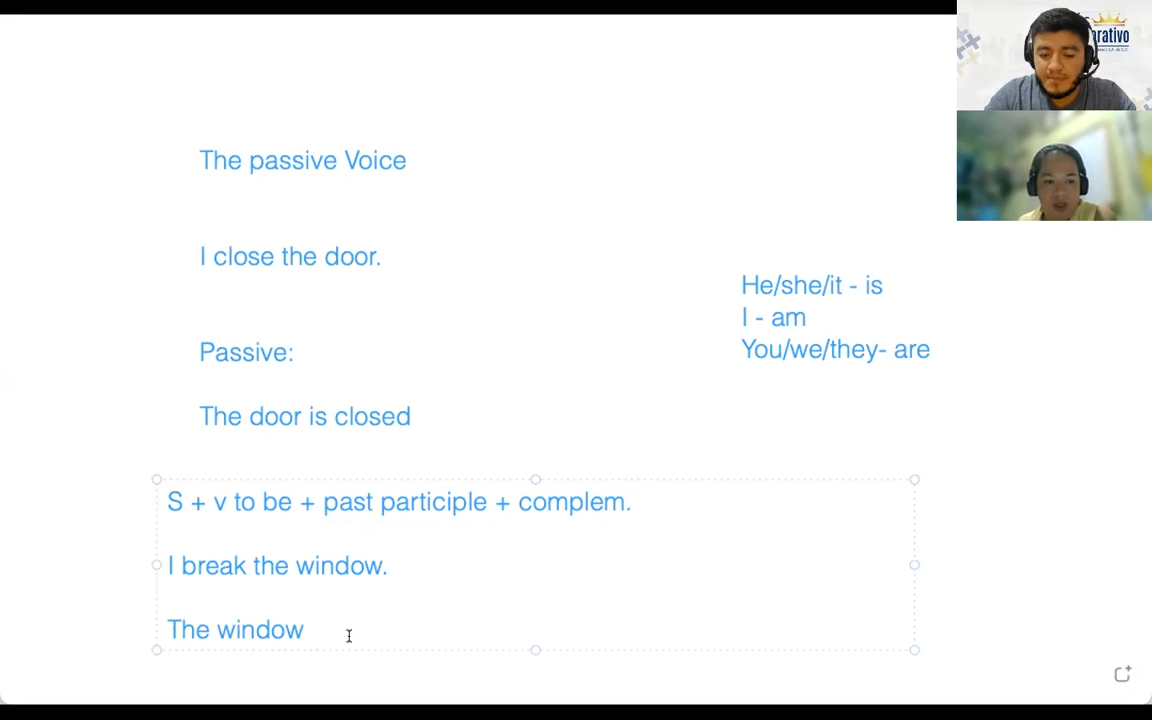 The passive Voice
I close the door.
He/she/it - is
I - am
You/we/they- are
Passive:
The door is closed
S + v to be + past participle + complem.
I break the window.
The window